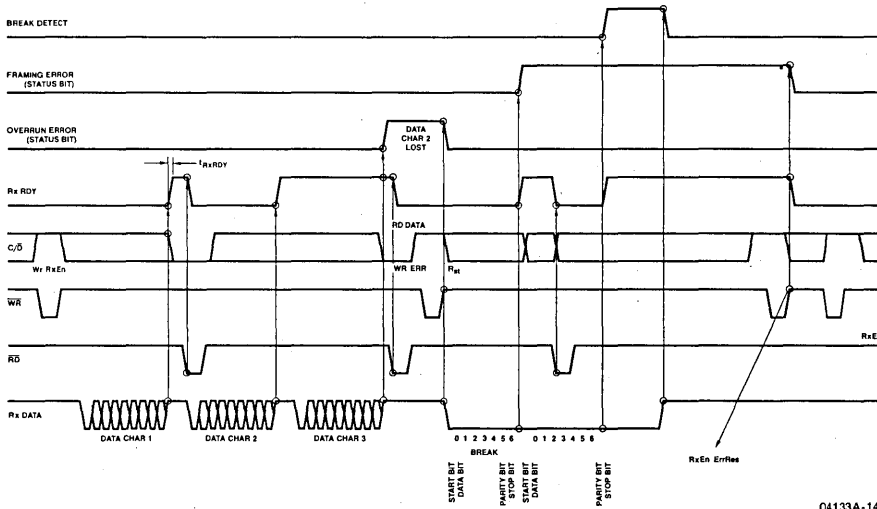 BREAK DETECT
FRAMING ERROR
(STATUS BIT)
OVERRUN ERROR
(STATUS BIT)
DATA
CHAR 2
LOST
tRxRDY
Rx RDY
RD DATA
C/D̅
Wr RxEn
WR ERR
Rst
W̅R̅
RxE
R̅D̅
Rx DATA
DATA CHAR 1
DATA CHAR 2
DATA CHAR 3
0 1 2 3 4 5 6
0 1 2 3 4 5 6
BREAK
START BIT
DATA BIT
PARITY BIT
STOP BIT
START BIT
DATA BIT
PARITY BIT
STOP BIT
RxEn ErrRes
04133A-14